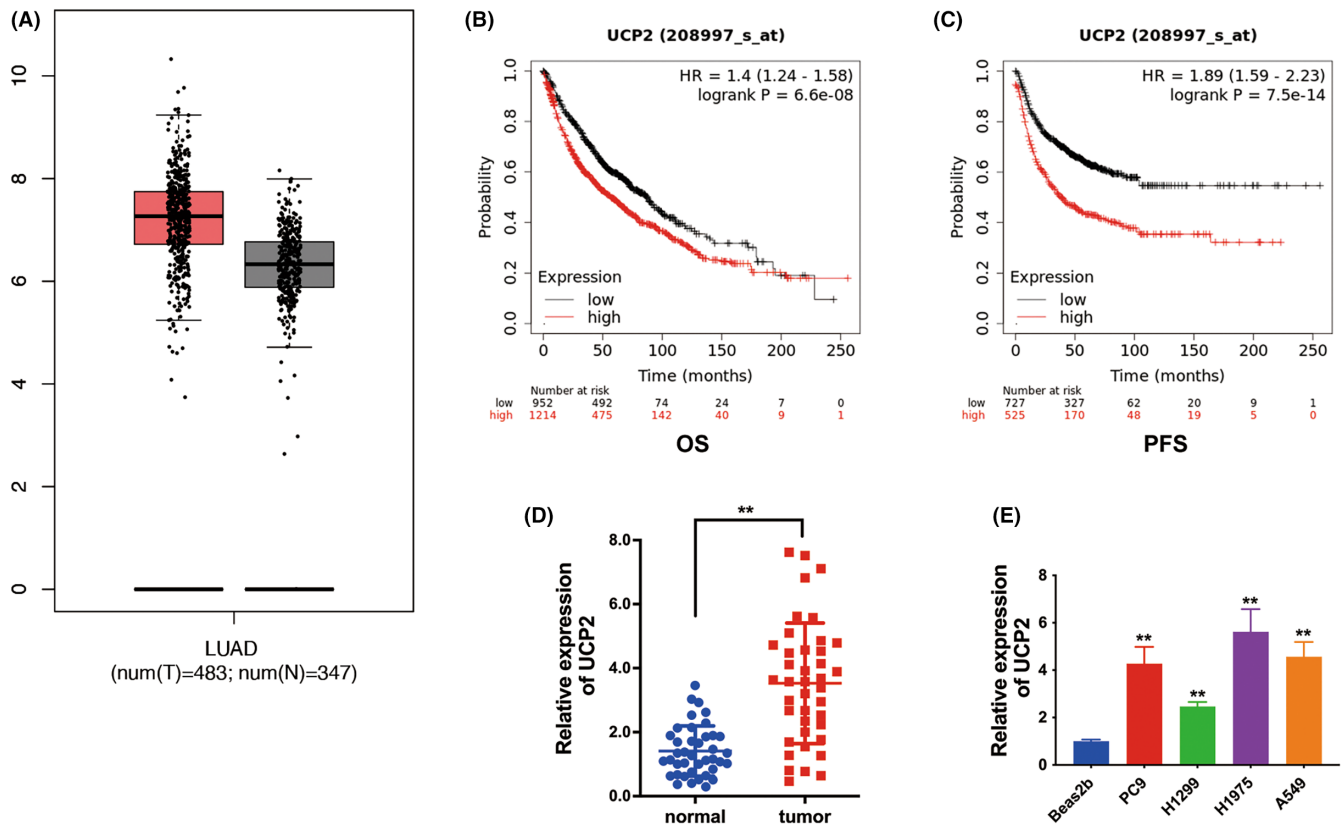 (A)
10
8
6
4
2
0
LUAD
(num(T)=483; num(N)=347)
(B)
UCP2 (208997_s_at)
HR = 1.4 (1.24 - 1.58)
logrank P = 6.6e-08
Probability
1.0
0.8
0.6
0.4
0.2
0.0
Expression
low
high
0 50 100 150 200 250
Time (months)
Number at risk
low 952 492 74 24 7 0
high 1214 475 142 40 9 1
OS
(C)
UCP2 (208997_s_at)
HR = 1.89 (1.59 - 2.23)
logrank P = 7.5e-14
Probability
1.0
0.8
0.6
0.4
0.2
0.0
Expression
low
high
0 50 100 150 200 250
Time (months)
Number at risk
low 727 327 62 20 9 1
high 525 170 48 19 5 0
PFS
(D)
**
Relative expression
of UCP2
8.0
6.0
4.0
2.0
0.0
normal tumor
(E)
Relative expression
of UCP2
8
6
4
2
0
** ** ** **
Beas2b PC9 H1299 H1975 A549